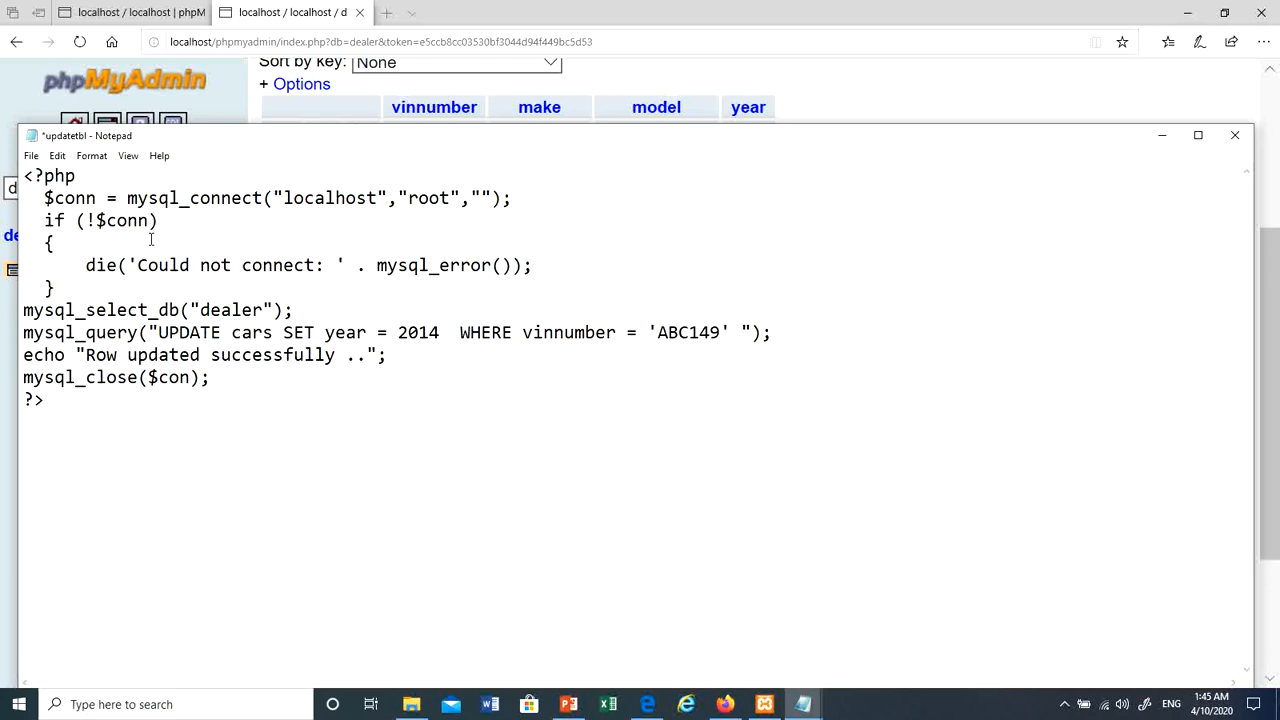 localhost / localhost | phpM
localhost / localhost / d
localhost/phpmyadmin/index.php?db=dealer&token=e5ccb8cc03530bf3044d94f449bc5d53
phpMyAdmin
Sort by key: None
+ Options
vinnumber make model year
d
de
*updatetbl - Notepad
File Edit Format View Help
<?php
$conn = mysql_connect("localhost","root","");
if (!$conn)
{
die('Could not connect: ' . mysql_error());
}
mysql_select_db("dealer");
mysql_query("UPDATE cars SET year = 2014  WHERE vinnumber = 'ABC149' ");
echo "Row updated successfully ..";
mysql_close($con);
?>
Type here to search
ENG
1:45 AM
4/10/2020